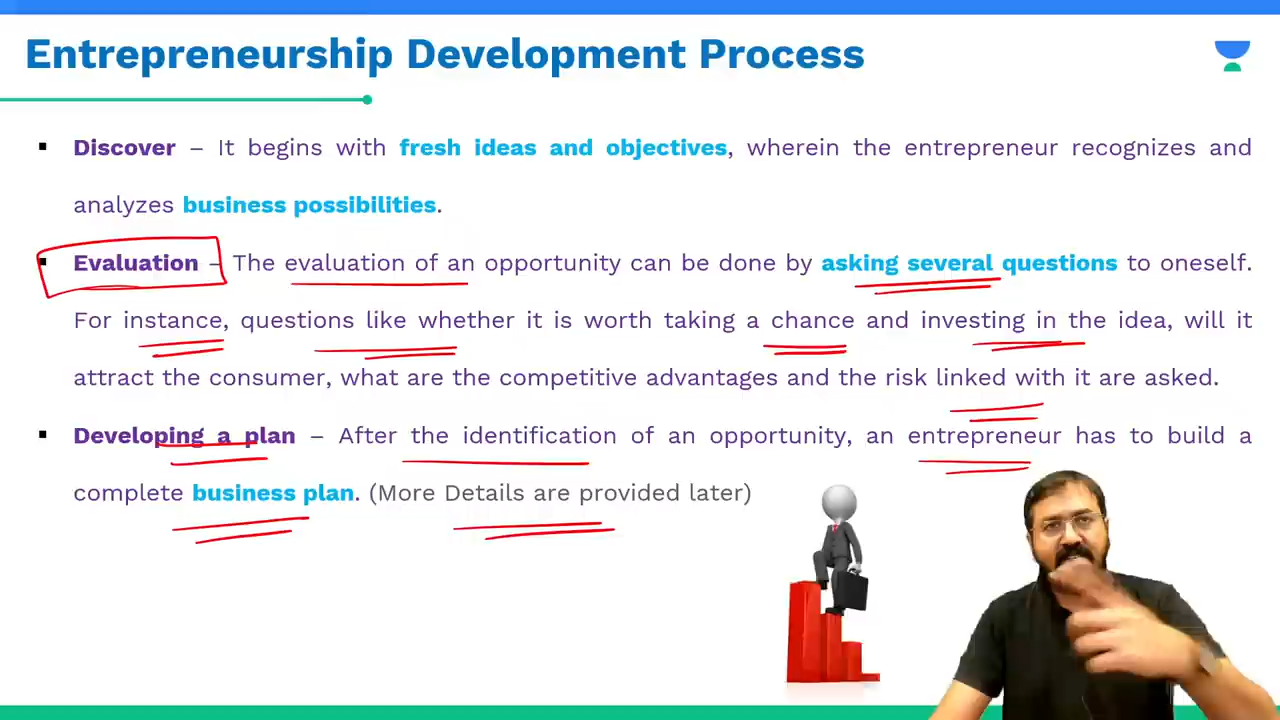 Entrepreneurship Development Process
▪ Discover – It begins with fresh ideas and objectives, wherein the entrepreneur recognizes and
analyzes business possibilities.
▪ Evaluation – The evaluation of an opportunity can be done by asking several questions to oneself.
For instance, questions like whether it is worth taking a chance and investing in the idea, will it
attract the consumer, what are the competitive advantages and the risk linked with it are asked.
▪ Developing a plan – After the identification of an opportunity, an entrepreneur has to build a
complete business plan. (More Details are provided later)